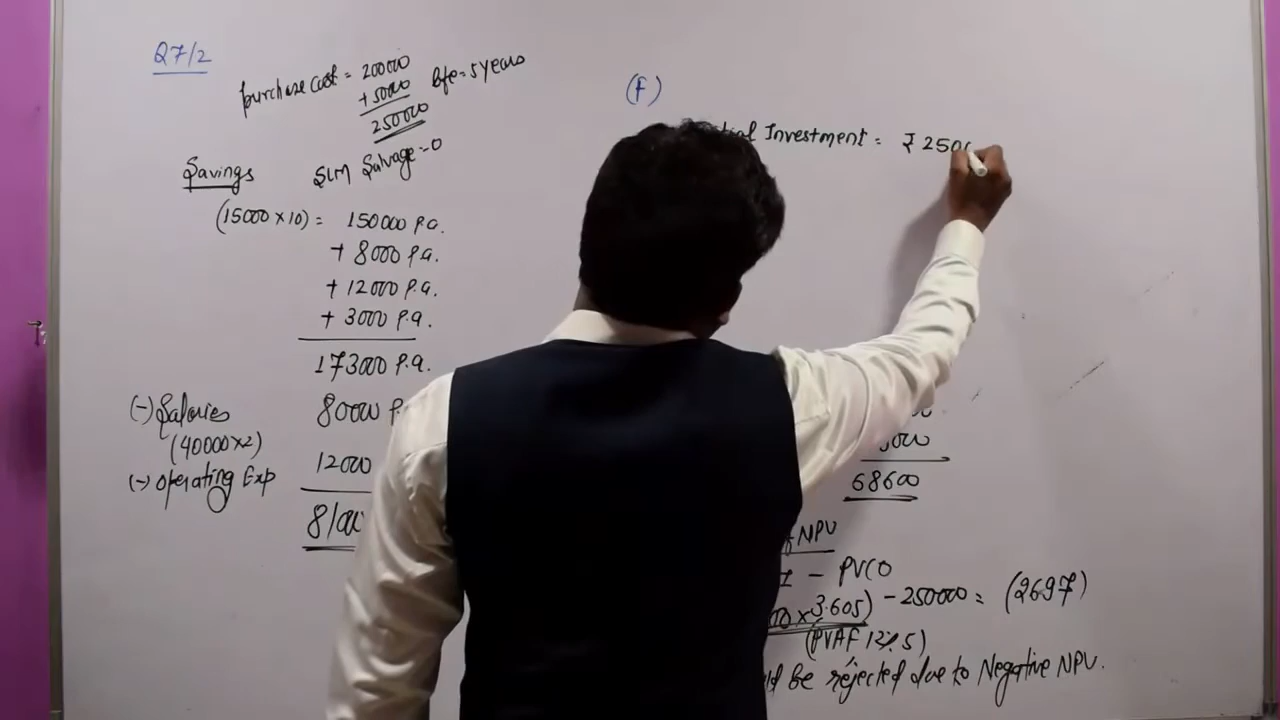 Q7/2
purchase cost = 200000
+50000
250000
life = 5 years
Savings
SLM Salvage = 0
(15000×10) = 150000 P.a.
+ 8000 P.a.
+ 12000 P.a.
+ 3000 P.a.
173000 P.a.
(-) Salaries
80000 P
(40000×2)
(-) Operating Exp
12000
81000
(F)
Investment = ₹ 250
68600
NPV
- PVCO
× 3.605) - 250000 = (2697)
(PVAF 12%, 5)
be rejected due to Negative NPV.